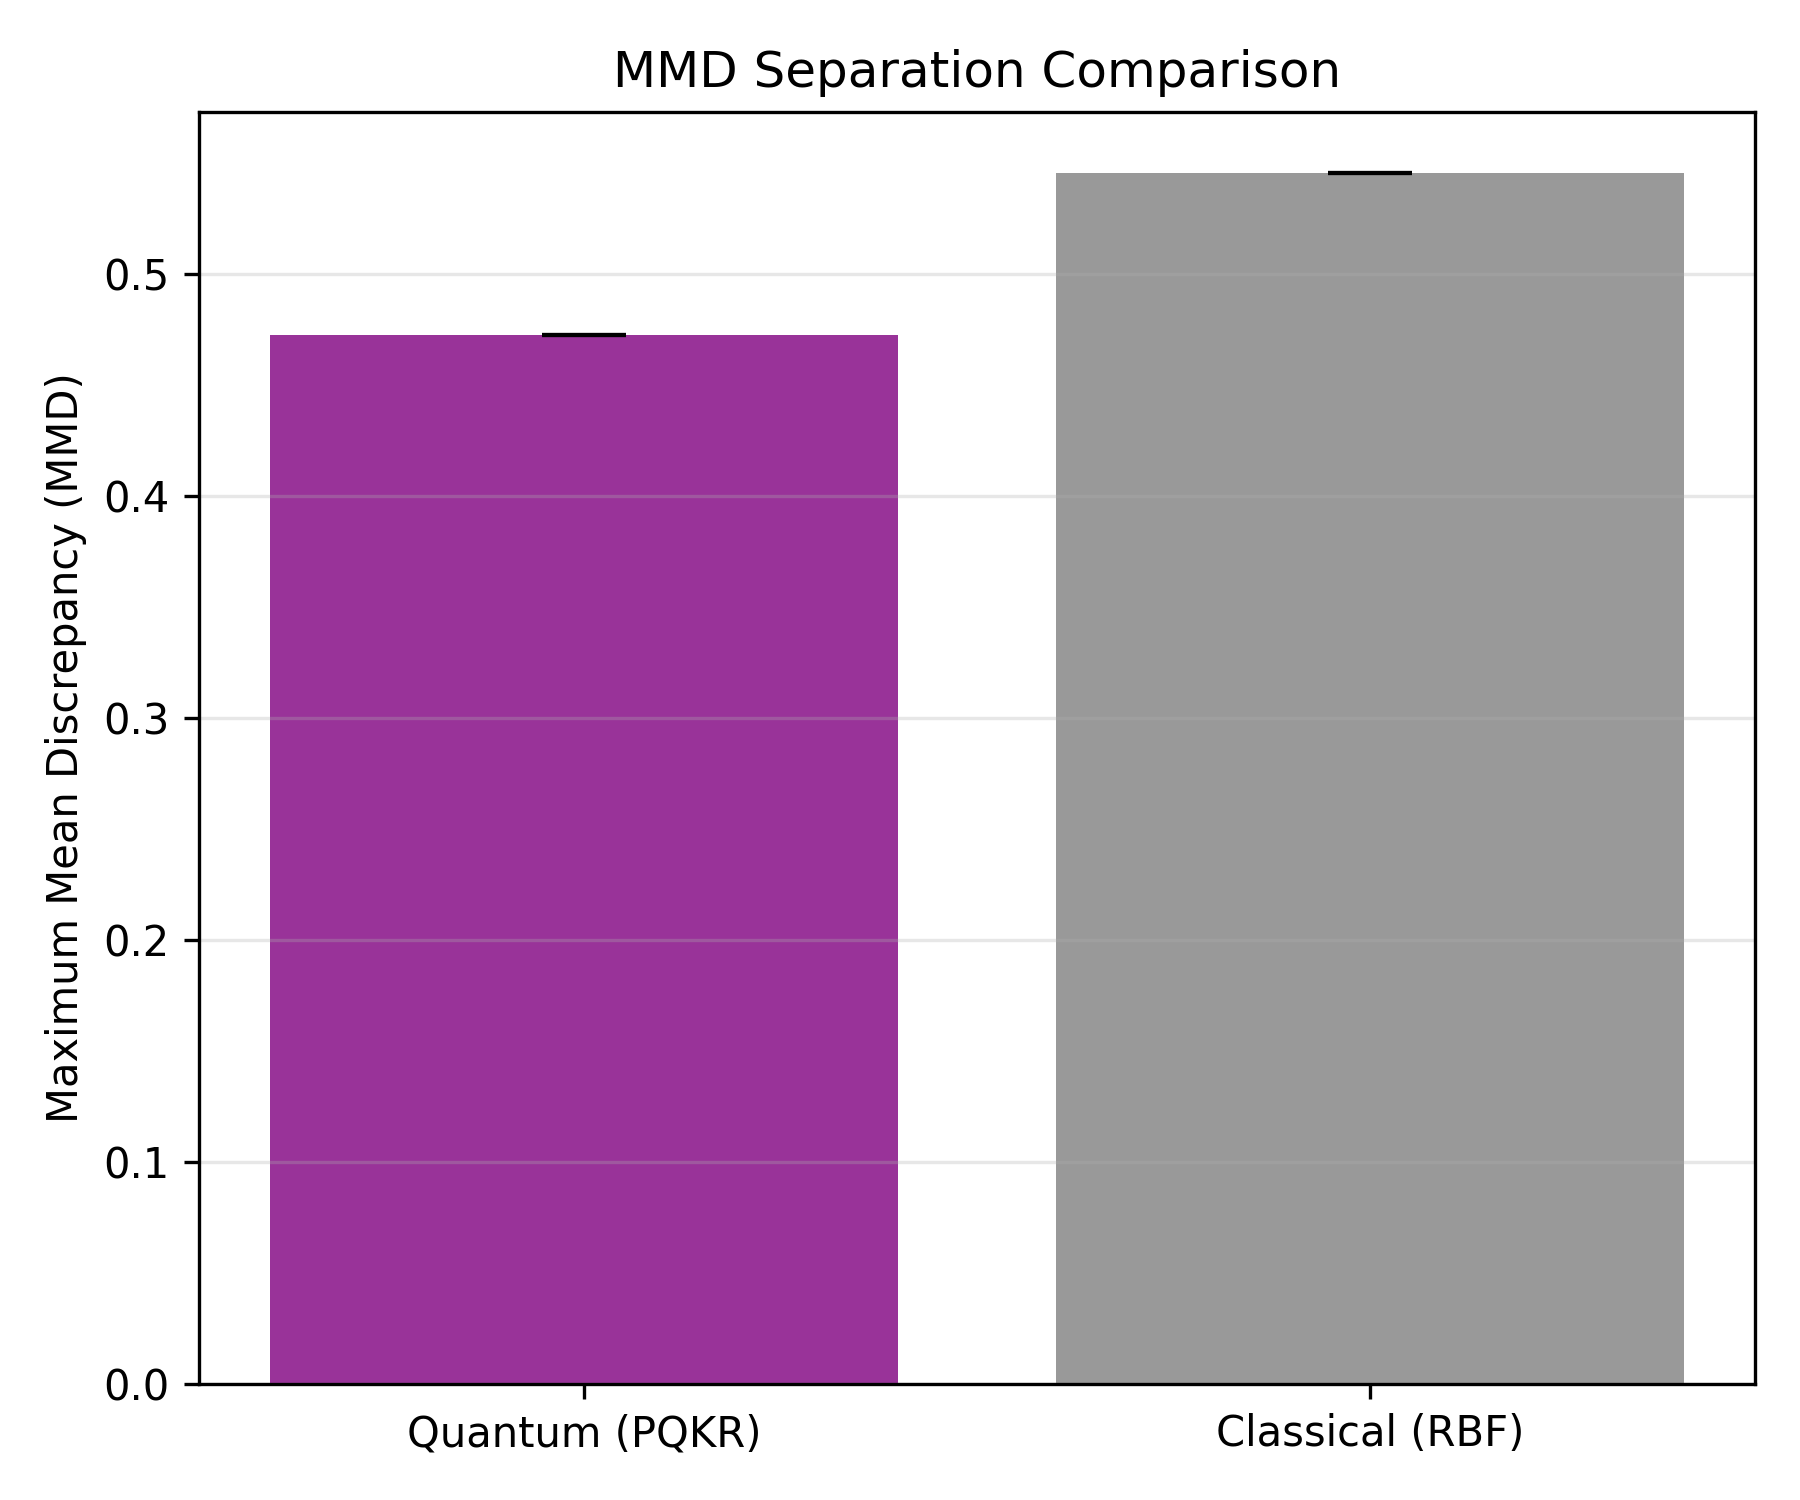 MMD Separation Comparison
Maximum Mean Discrepancy (MMD)
0.5
0.4
0.3
0.2
0.1
0.0
Quantum (PQKR)
Classical (RBF)